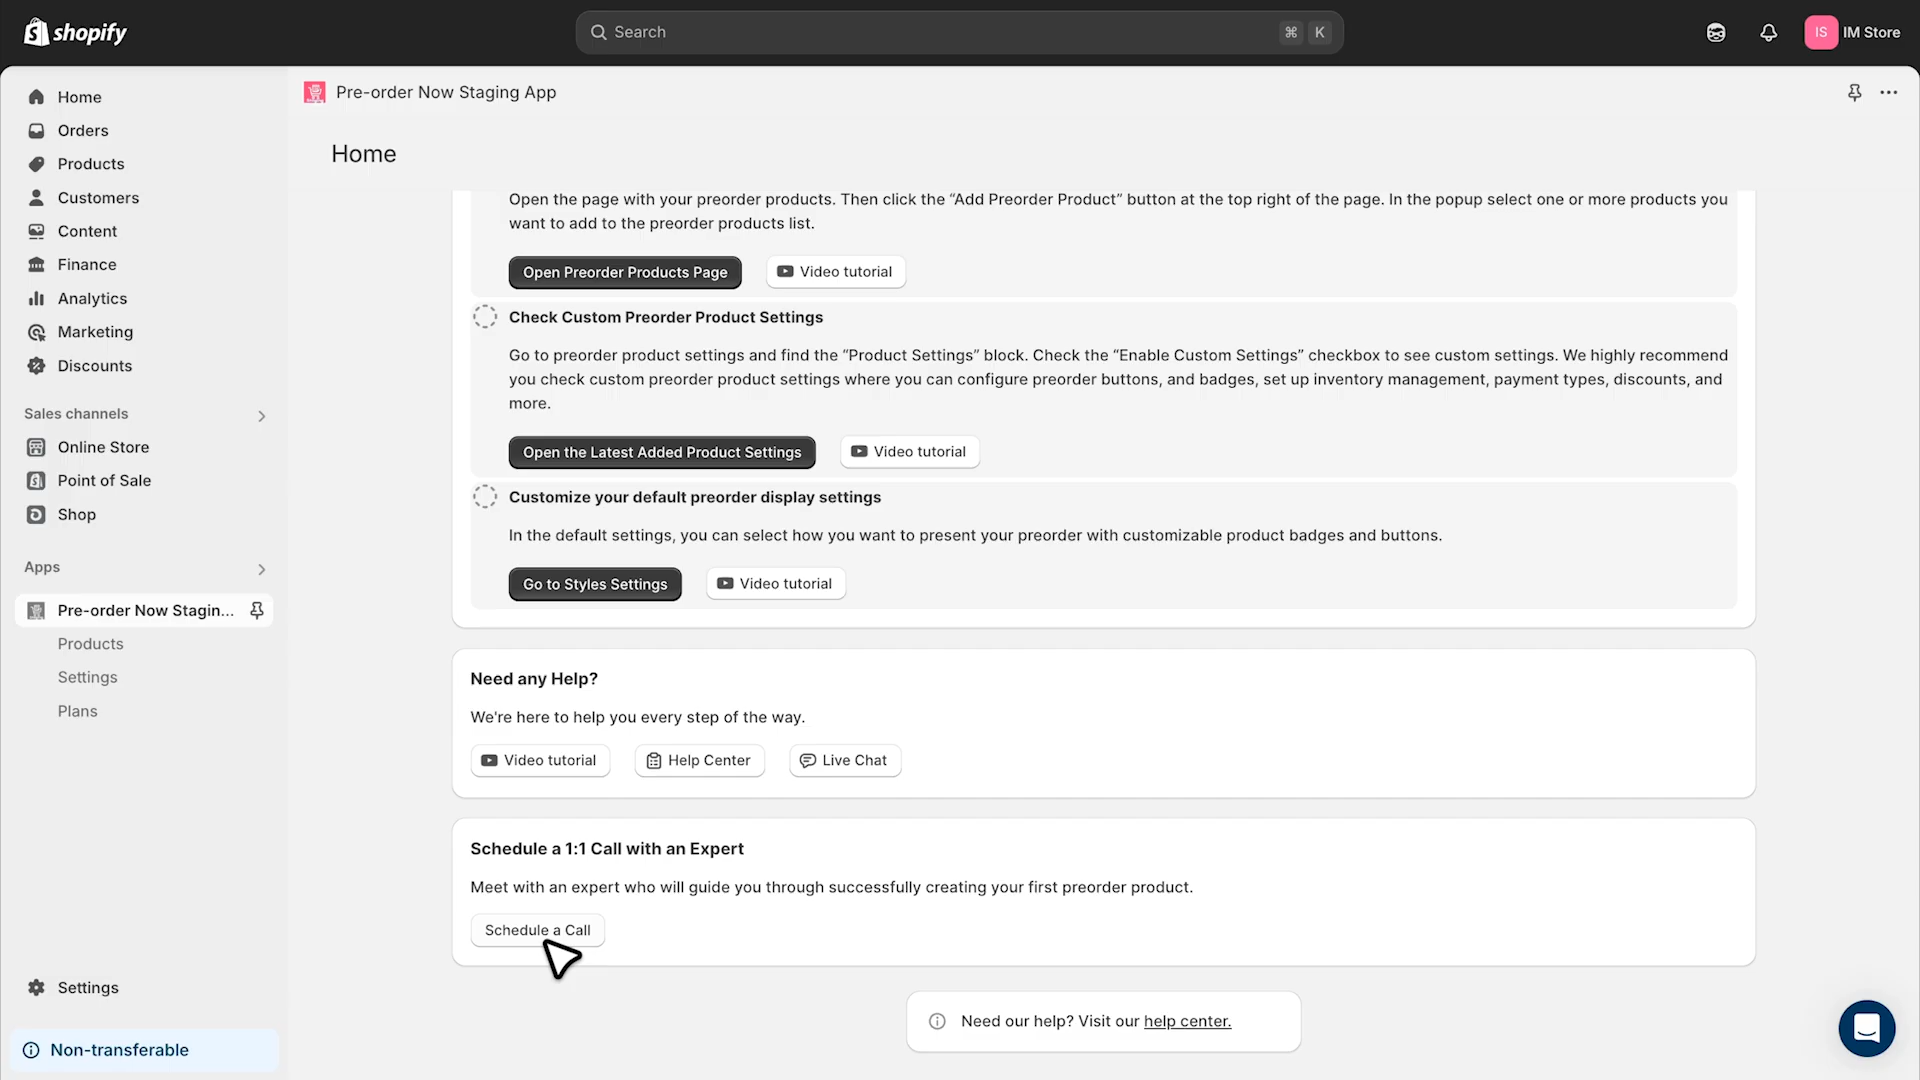 shopify
Search
⌘ K
IS IM Store
Home
Orders
Products
Customers
Content
Finance
Analytics
Marketing
Discounts
Sales channels
Online Store
Point of Sale
Shop
Apps
Pre-order Now Stagin...
Products
Settings
Plans
Settings
Non-transferable
Pre-order Now Staging App
Home
Open the page with your preorder products. Then click the “Add Preorder Product” button at the top right of the page. In the popup select one or more products you
want to add to the preorder products list.
Open Preorder Products Page
Video tutorial
Check Custom Preorder Product Settings
Go to preorder product settings and find the “Product Settings” block. Check the “Enable Custom Settings” checkbox to see custom settings. We highly recommend
you check custom preorder product settings where you can configure preorder buttons, and badges, set up inventory management, payment types, discounts, and
more.
Open the Latest Added Product Settings
Video tutorial
Customize your default preorder display settings
In the default settings, you can select how you want to present your preorder with customizable product badges and buttons.
Go to Styles Settings
Video tutorial
Need any Help?
We're here to help you every step of the way.
Video tutorial
Help Center
Live Chat
Schedule a 1:1 Call with an Expert
Meet with an expert who will guide you through successfully creating your first preorder product.
Schedule a Call
Need our help? Visit our help center.